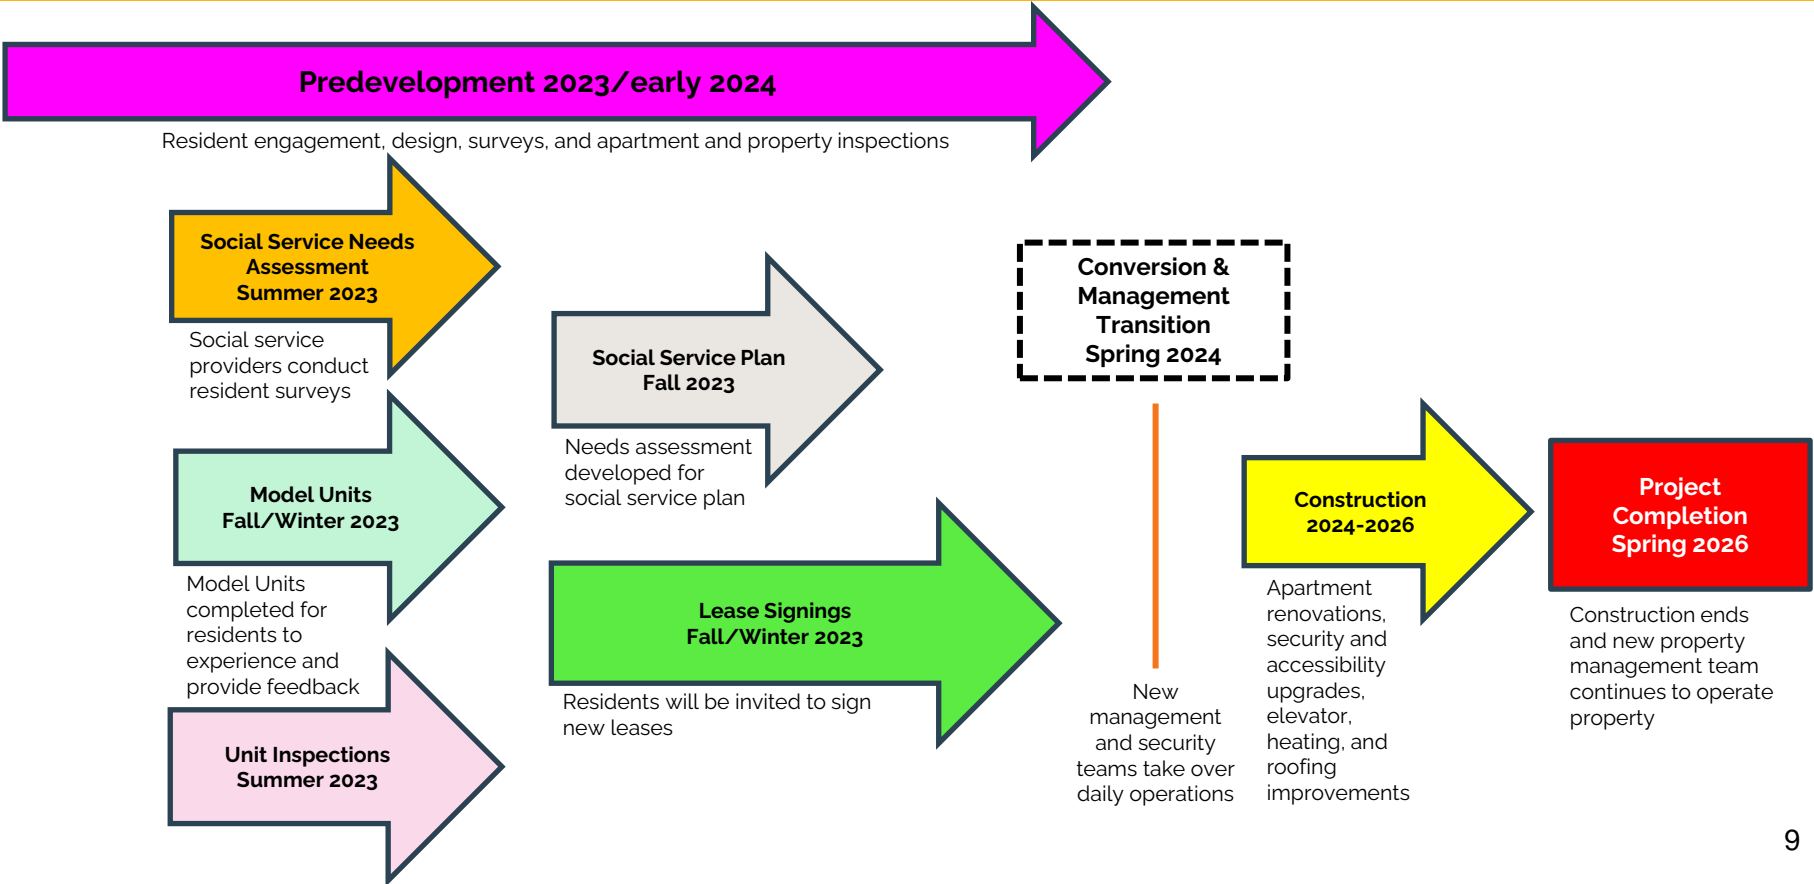 Predevelopment 2023/early 2024
Resident engagement, design, surveys, and apartment and property inspections
Social Service Needs
Assessment
Summer 2023
Social service
providers conduct
resident surveys
Model Units
Fall/Winter 2023
Model Units
completed for
residents to
experience and
provide feedback
Unit Inspections
Summer 2023
Social Service Plan
Fall 2023
Needs assessment
developed for
social service plan
Lease Signings
Fall/Winter 2023
Residents will be invited to sign
new leases
Conversion &
Management
Transition
Spring 2024
New
management
and security
teams take over
daily operations
Construction
2024-2026
Apartment
renovations,
security and
accessibility
upgrades,
elevator,
heating, and
roofing
improvements
Project
Completion
Spring 2026
Construction ends
and new property
management team
continues to operate
property
9